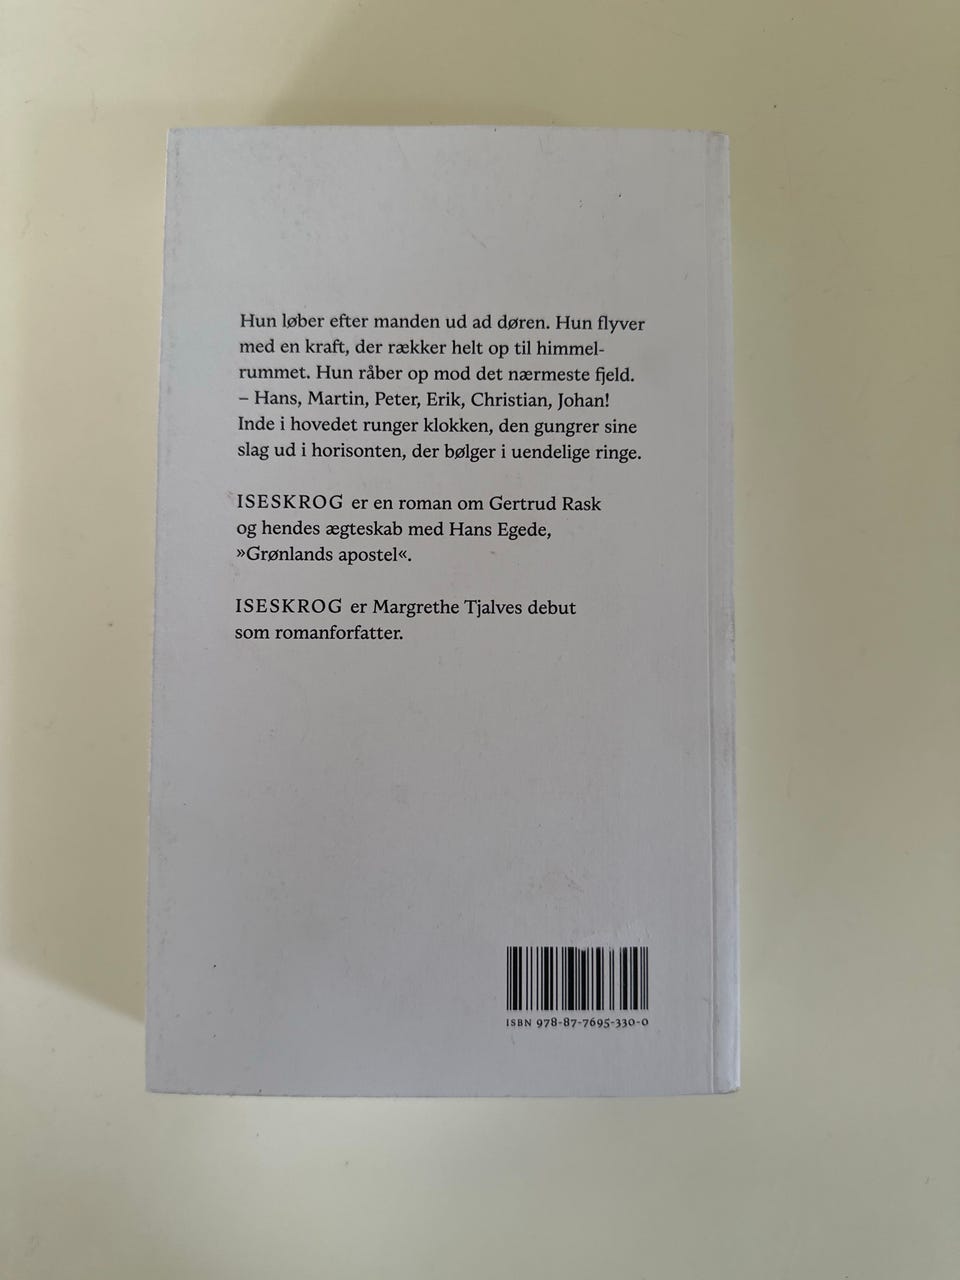 Hun løber efter manden ud ad døren. Hun flyver
med en kraft, der rækker helt op til himmel-
rummet. Hun råber op mod det nærmeste fjeld.
– Hans, Martin, Peter, Erik, Christian, Johan!
Inde i hovedet runger klokken, den gungrer sine
slag ud i horisonten, der bølger i uendelige ringe.
ISESKROG er en roman om Gertrud Rask
og hendes ægteskab med Hans Egede,
»Grønlands apostel«.
ISESKROG er Margrethe Tjalves debut
som romanforfatter.
ISBN 978-87-7695-330-0